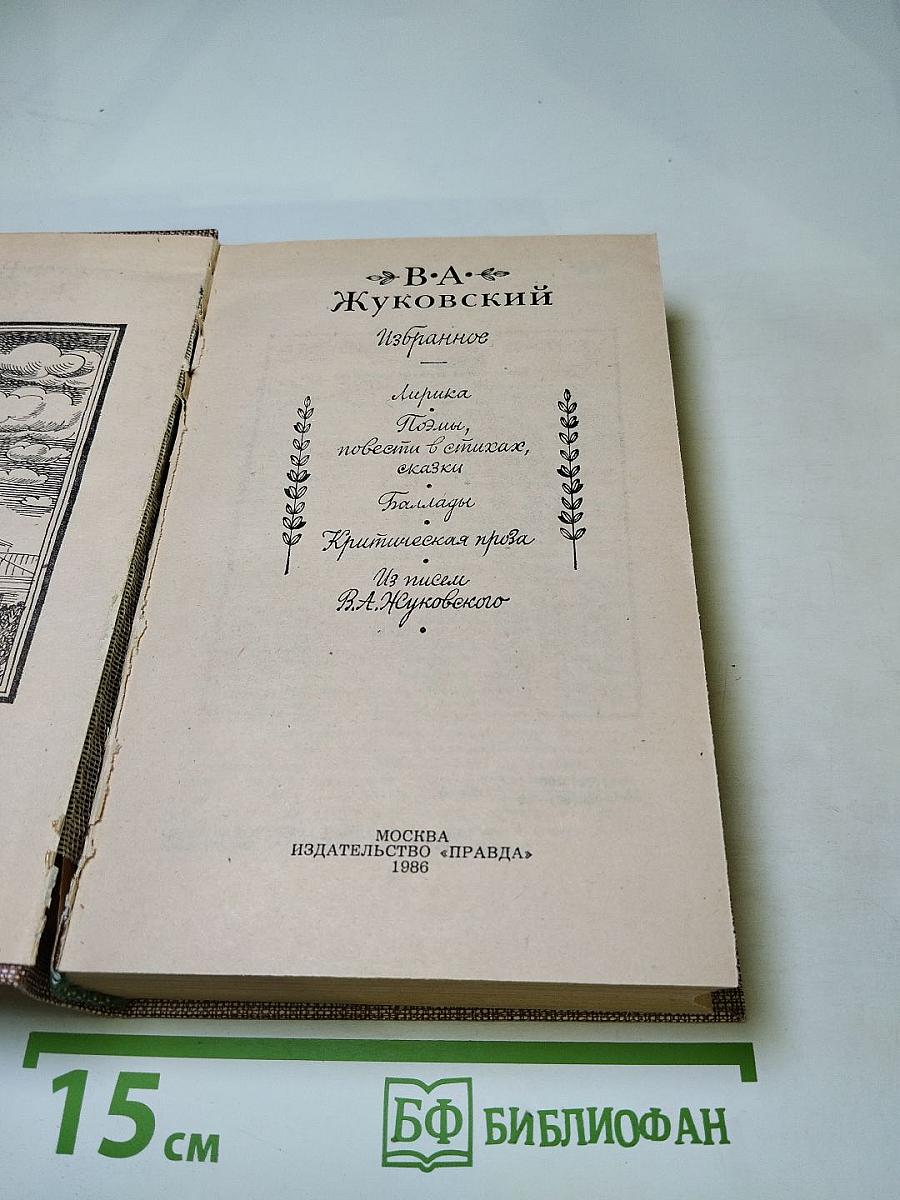 В·А·
Жуковский
Избранное
Лирика
Поэмы,
повести в стихах,
сказки
Баллады
Критическая проза
Из писем
В.А.Жуковского
МОСКВА
ИЗДАТЕЛЬСТВО «ПРАВДА»
1986
15 см
БФ БИБЛИОФАН